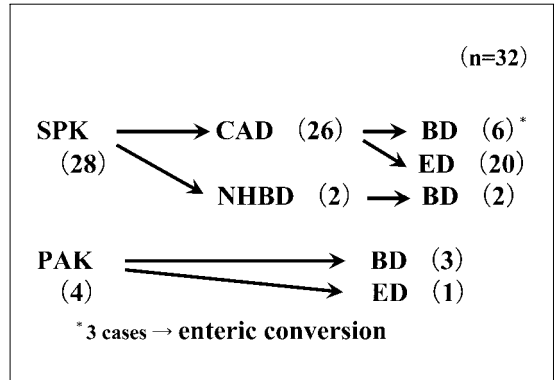 (n=32)
SPK → CAD (26) → BD (6)*
(28) → ED (20)
→ NHBD (2) → BD (2)
PAK → BD (3)
(4) → ED (1)
* 3 cases → enteric conversion